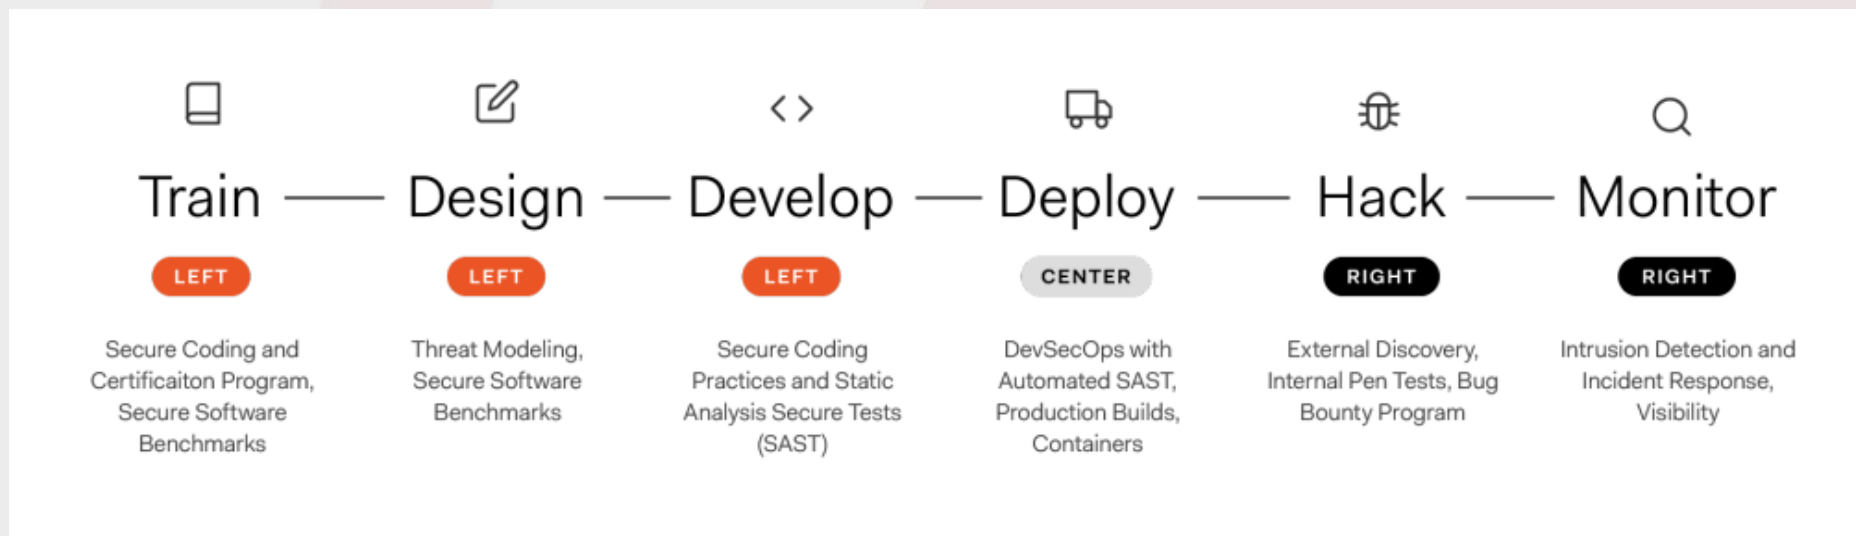 Train
Design
Develop
Deploy
Hack
Monitor
LEFT
LEFT
LEFT
CENTER
RIGHT
RIGHT
Secure Coding and
Certificaiton Program,
Secure Software
Benchmarks
Threat Modeling,
Secure Software
Benchmarks
Secure Coding
Practices and Static
Analysis Secure Tests
(SAST)
DevSecOps with
Automated SAST,
Production Builds,
Containers
External Discovery,
Internal Pen Tests, Bug
Bounty Program
Intrusion Detection and
Incident Response,
Visibility